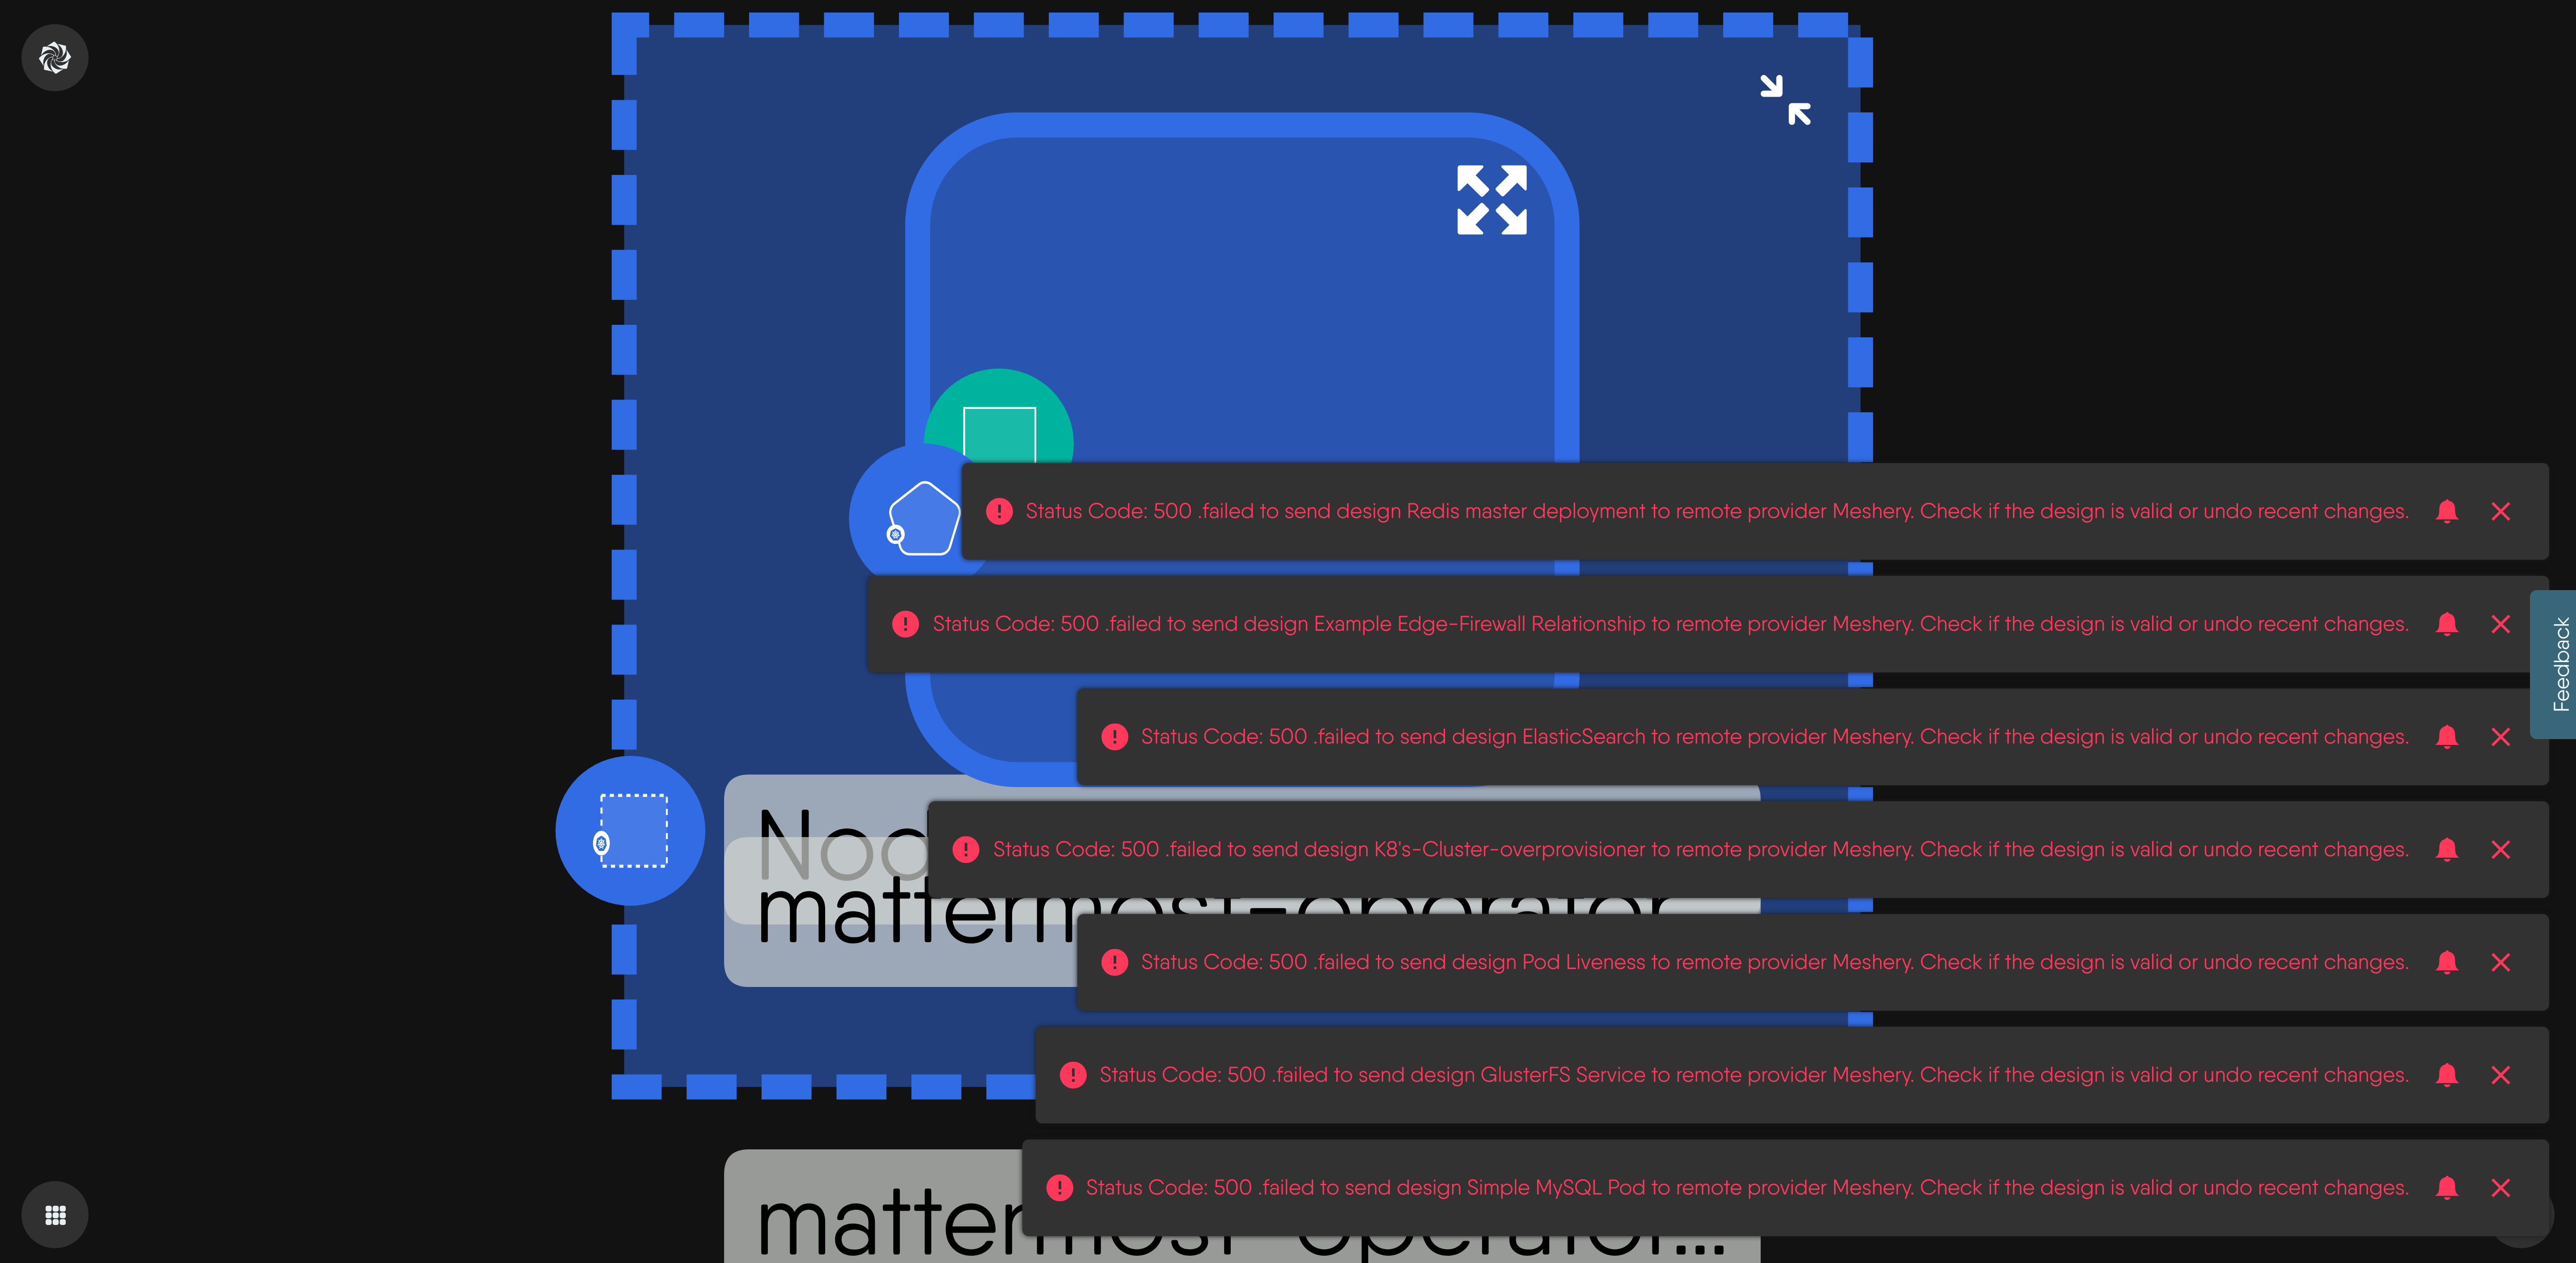 Status Code: 500 .failed to send design Redis master deployment to remote provider Meshery. Check if the design is valid or undo recent changes.
Status Code: 500 .failed to send design Example Edge-Firewall Relationship to remote provider Meshery. Check if the design is valid or undo recent changes.
Feedback
Status Code: 500 .failed to send design ElasticSearch to remote provider Meshery. Check if the design is valid or undo recent changes.
Status Code: 500 .failed to send design K8's-Cluster-overprovisioner to remote provider Meshery. Check if the design is valid or undo recent changes.
mattermost-operator
Status Code: 500 .failed to send design Pod Liveness to remote provider Meshery. Check if the design is valid or undo recent changes.
Status Code: 500 .failed to send design GlusterFS Service to remote provider Meshery. Check if the design is valid or undo recent changes.
Status Code: 500 .failed to send design Simple MySQL Pod to remote provider Meshery. Check if the design is valid or undo recent changes.
mattermost-operator...